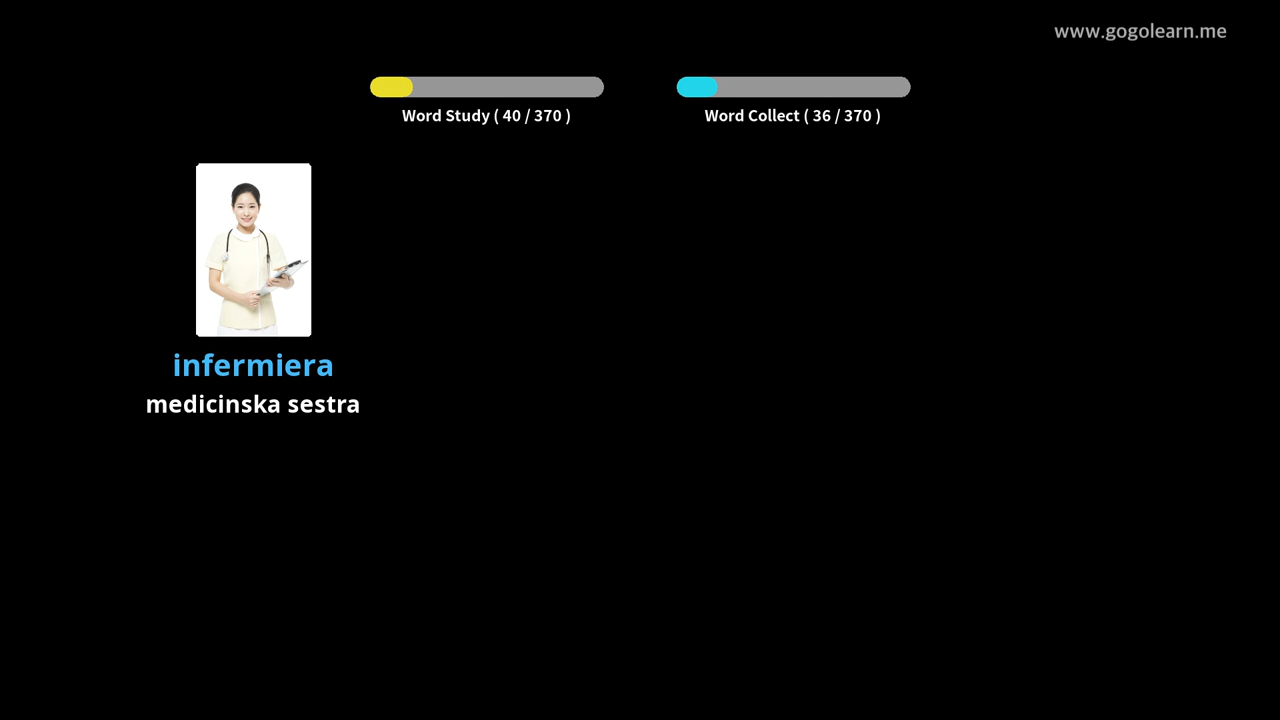 www.gogolearn.me
Word Study ( 40 / 370 )
Word Collect ( 36 / 370 )
infermiera
medicinska sestra